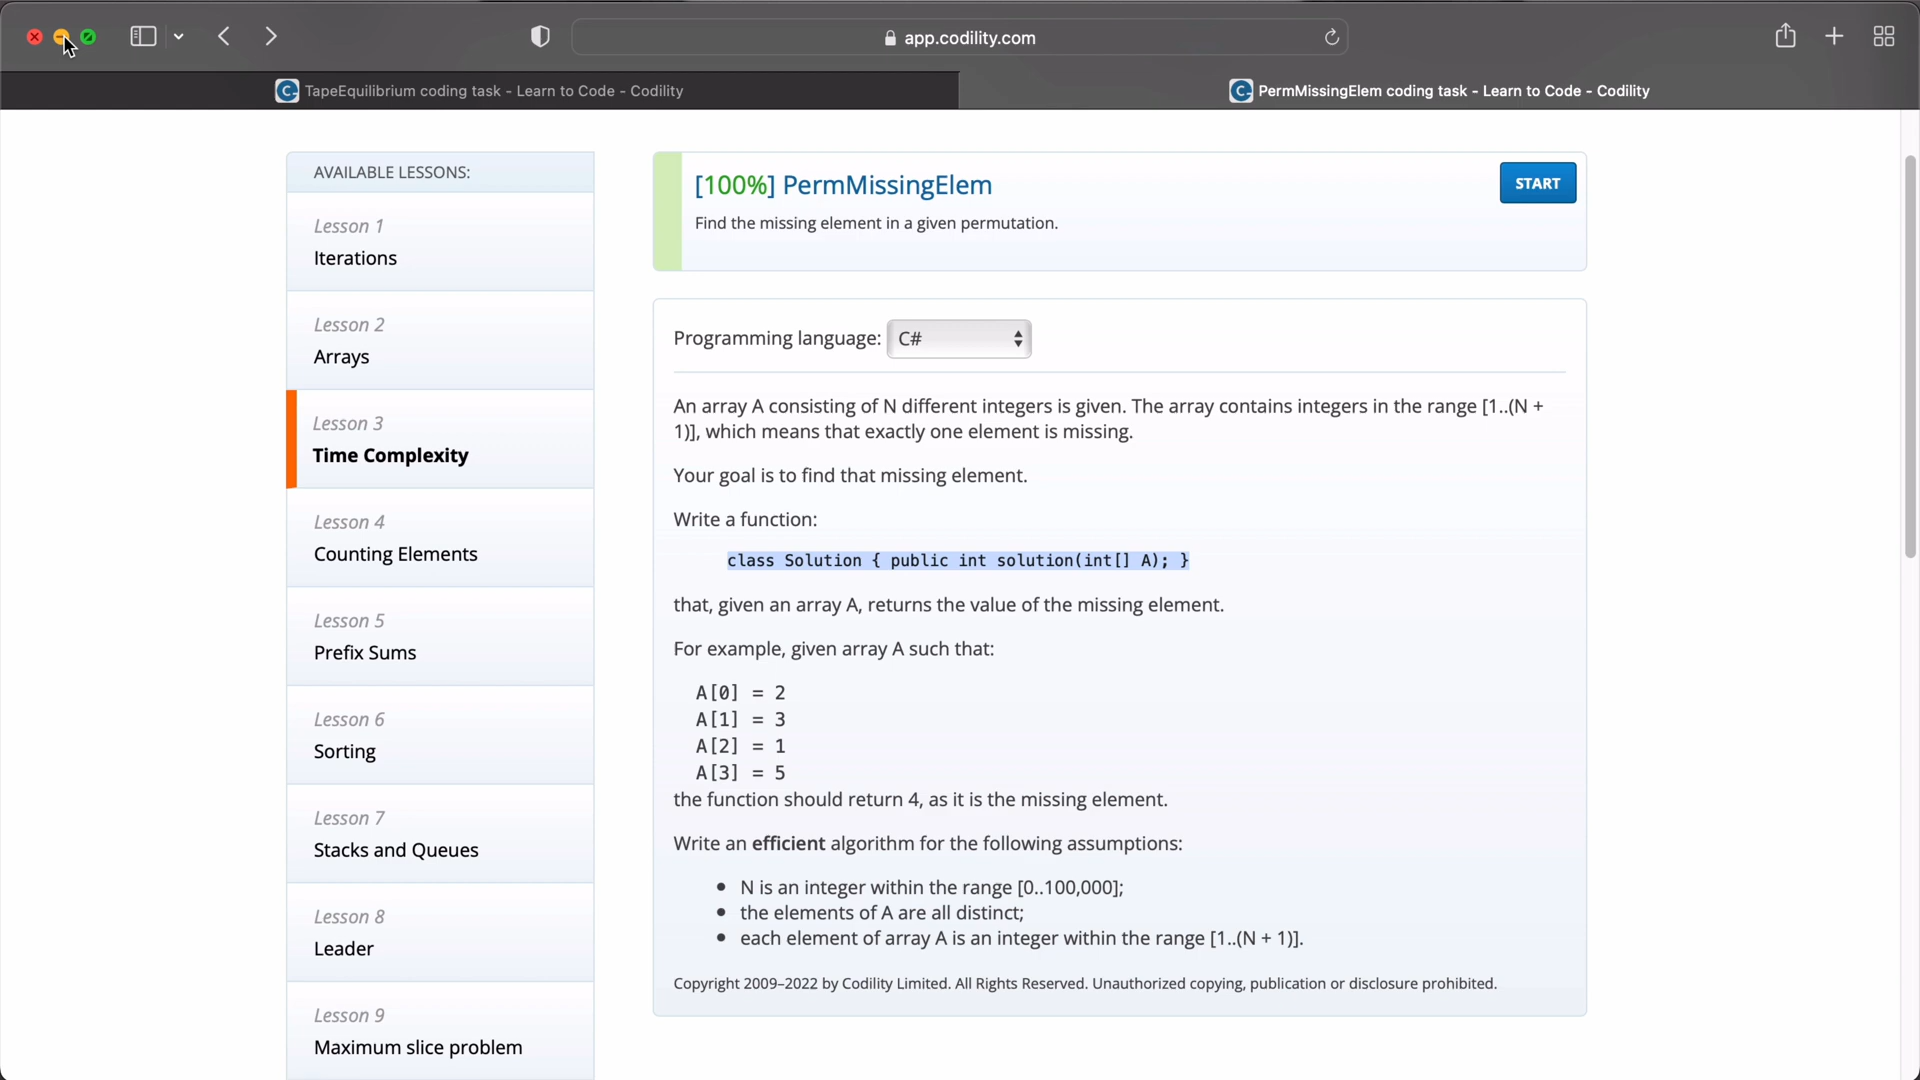 app.codility.com
TapeEquilibrium coding task - Learn to Code - Codility
PermMissingElem coding task - Learn to Code - Codility
AVAILABLE LESSONS:
Lesson 1
Iterations
Lesson 2
Arrays
Lesson 3
Time Complexity
Lesson 4
Counting Elements
Lesson 5
Prefix Sums
Lesson 6
Sorting
Lesson 7
Stacks and Queues
Lesson 8
Leader
Lesson 9
Maximum slice problem
[100%] PermMissingElem
START
Find the missing element in a given permutation.
Programming language: C#
An array A consisting of N different integers is given. The array contains integers in the range [1..(N +
1)], which means that exactly one element is missing.
Your goal is to find that missing element.
Write a function:
class Solution { public int solution(int[] A); }
that, given an array A, returns the value of the missing element.
For example, given array A such that:
A[0] = 2
A[1] = 3
A[2] = 1
A[3] = 5
the function should return 4, as it is the missing element.
Write an efficient algorithm for the following assumptions:
• N is an integer within the range [0..100,000];
• the elements of A are all distinct;
• each element of array A is an integer within the range [1..(N + 1)].
Copyright 2009–2022 by Codility Limited. All Rights Reserved. Unauthorized copying, publication or disclosure prohibited.